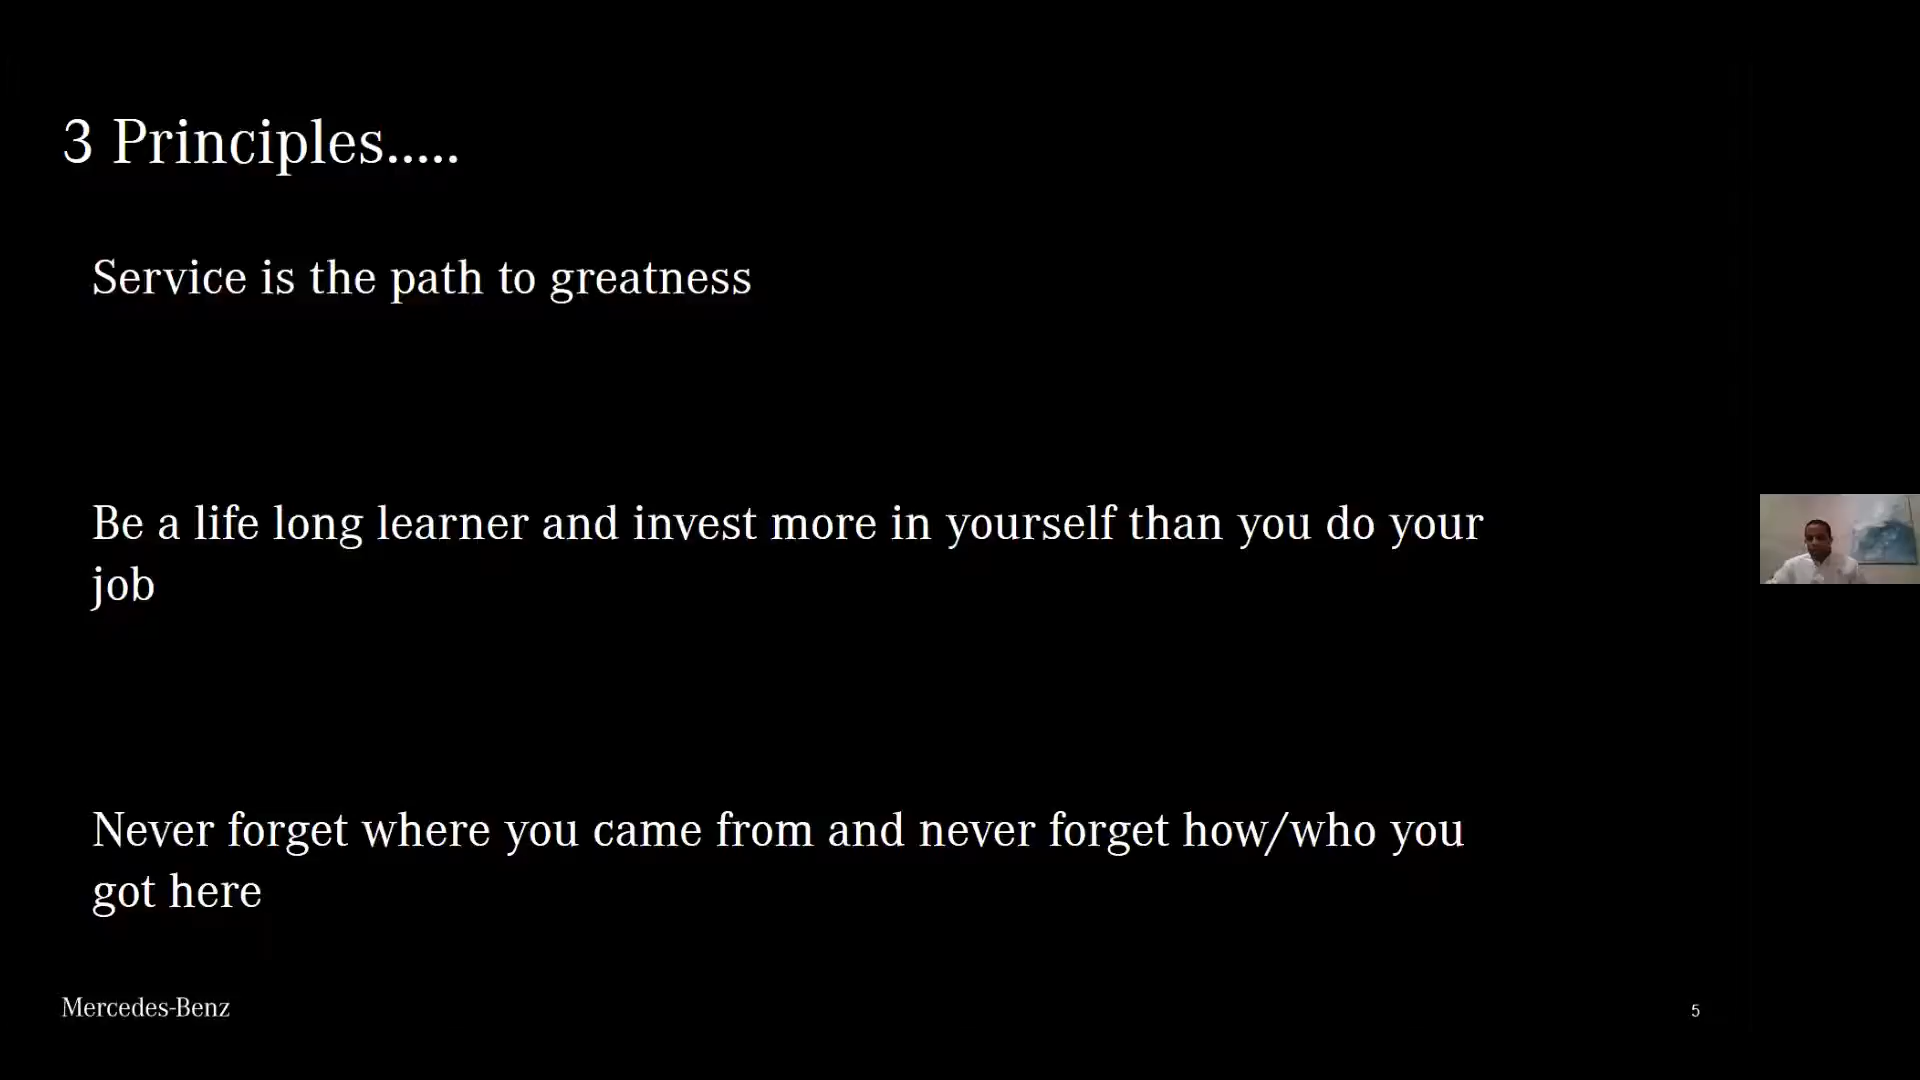 3 Principles.....
Service is the path to greatness
Be a life long learner and invest more in yourself than you do your
job
Never forget where you came from and never forget how/who you
got here
Mercedes-Benz
5